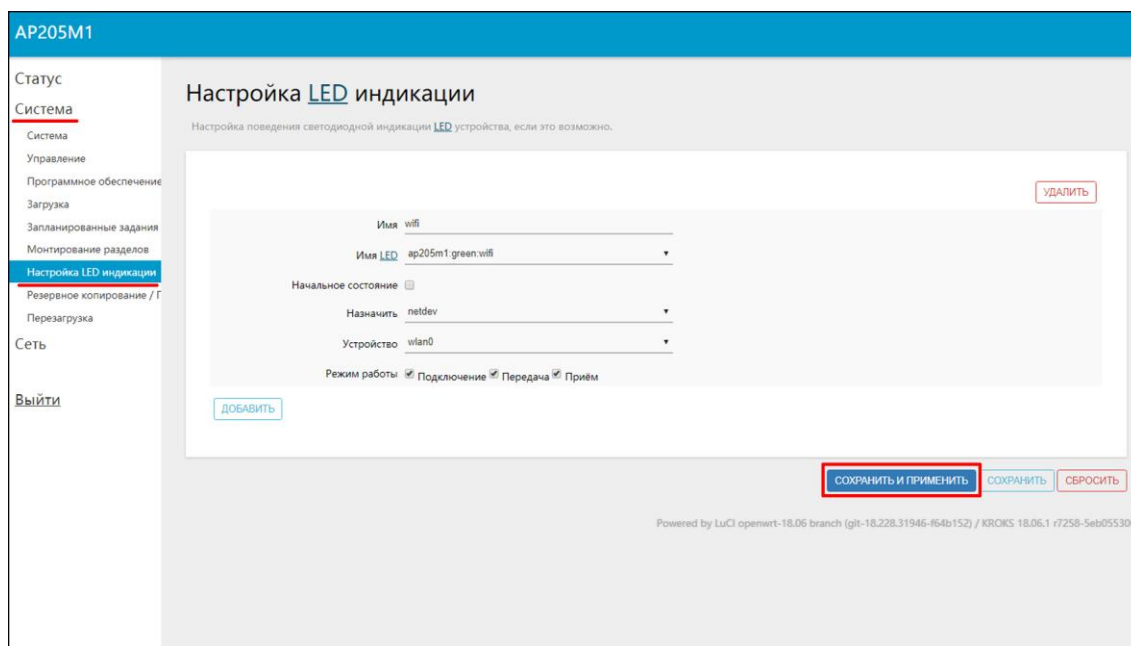 AP205M1
Статус
Система
Система
Управление
Программное обеспечение
Загрузка
Запланированные задания
Монтирование разделов
Настройка LED индикации
Резервное копирование /
Перезагрузка
Сеть
Выйти
Настройка LED индикации
Настройка поведения светодиодной индикации LED устройства, если это возможно.
УДАЛИТЬ
Имя wifi
Имя LED ap205m1:green:wifi
Начальное состояние
Назначить netdev
Устройство wlan0
Режим работы Подключение Передача Приём
ДОБАВИТЬ
СОХРАНИТЬ И ПРИМЕНИТЬ СОХРАНИТЬ СБРОСИТЬ
Powered by LuCI openwrt-18.06 branch (git-18.228.31946-f64b152) / KROKS 18.06.1 r7258-5eb05530